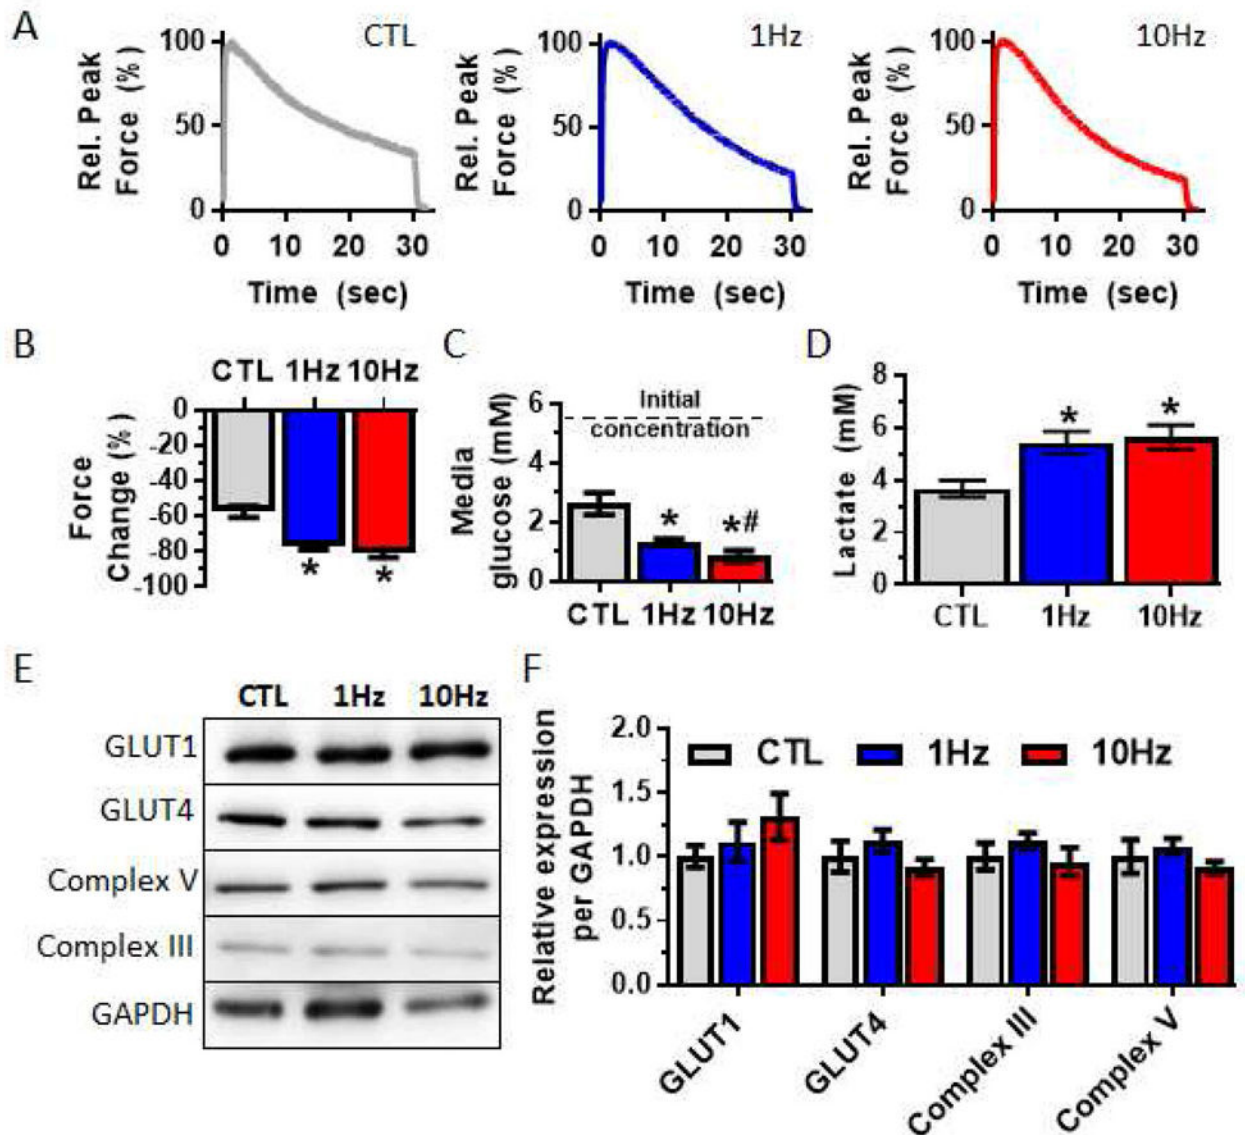 A
CTL
1Hz
10Hz
Rel. Peak
Force (%)
100
50
0
0 10 20 30
Time (sec)
Rel. Peak
Force (%)
100
50
0
0 10 20 30
Time (sec)
Rel. Peak
Force (%)
100
50
0
0 10 20 30
Time (sec)
B
CTL 1Hz 10Hz
Force
Change (%)
0
-20
-40
-60
-80
-100
* *
C
Media
glucose (mM)
6
4
2
0
Initial
concentration
* *#
CTL 1Hz 10Hz
D
Lactate (mM)
8
6
4
2
0
* *
CTL 1Hz 10Hz
E
CTL 1Hz 10Hz
GLUT1
GLUT4
Complex V
Complex III
GAPDH
F
Relative expression
per GAPDH
2.0
1.5
1.0
0.5
0.0
CTL 1Hz 10Hz
GLUT1
GLUT4
Complex III
Complex V